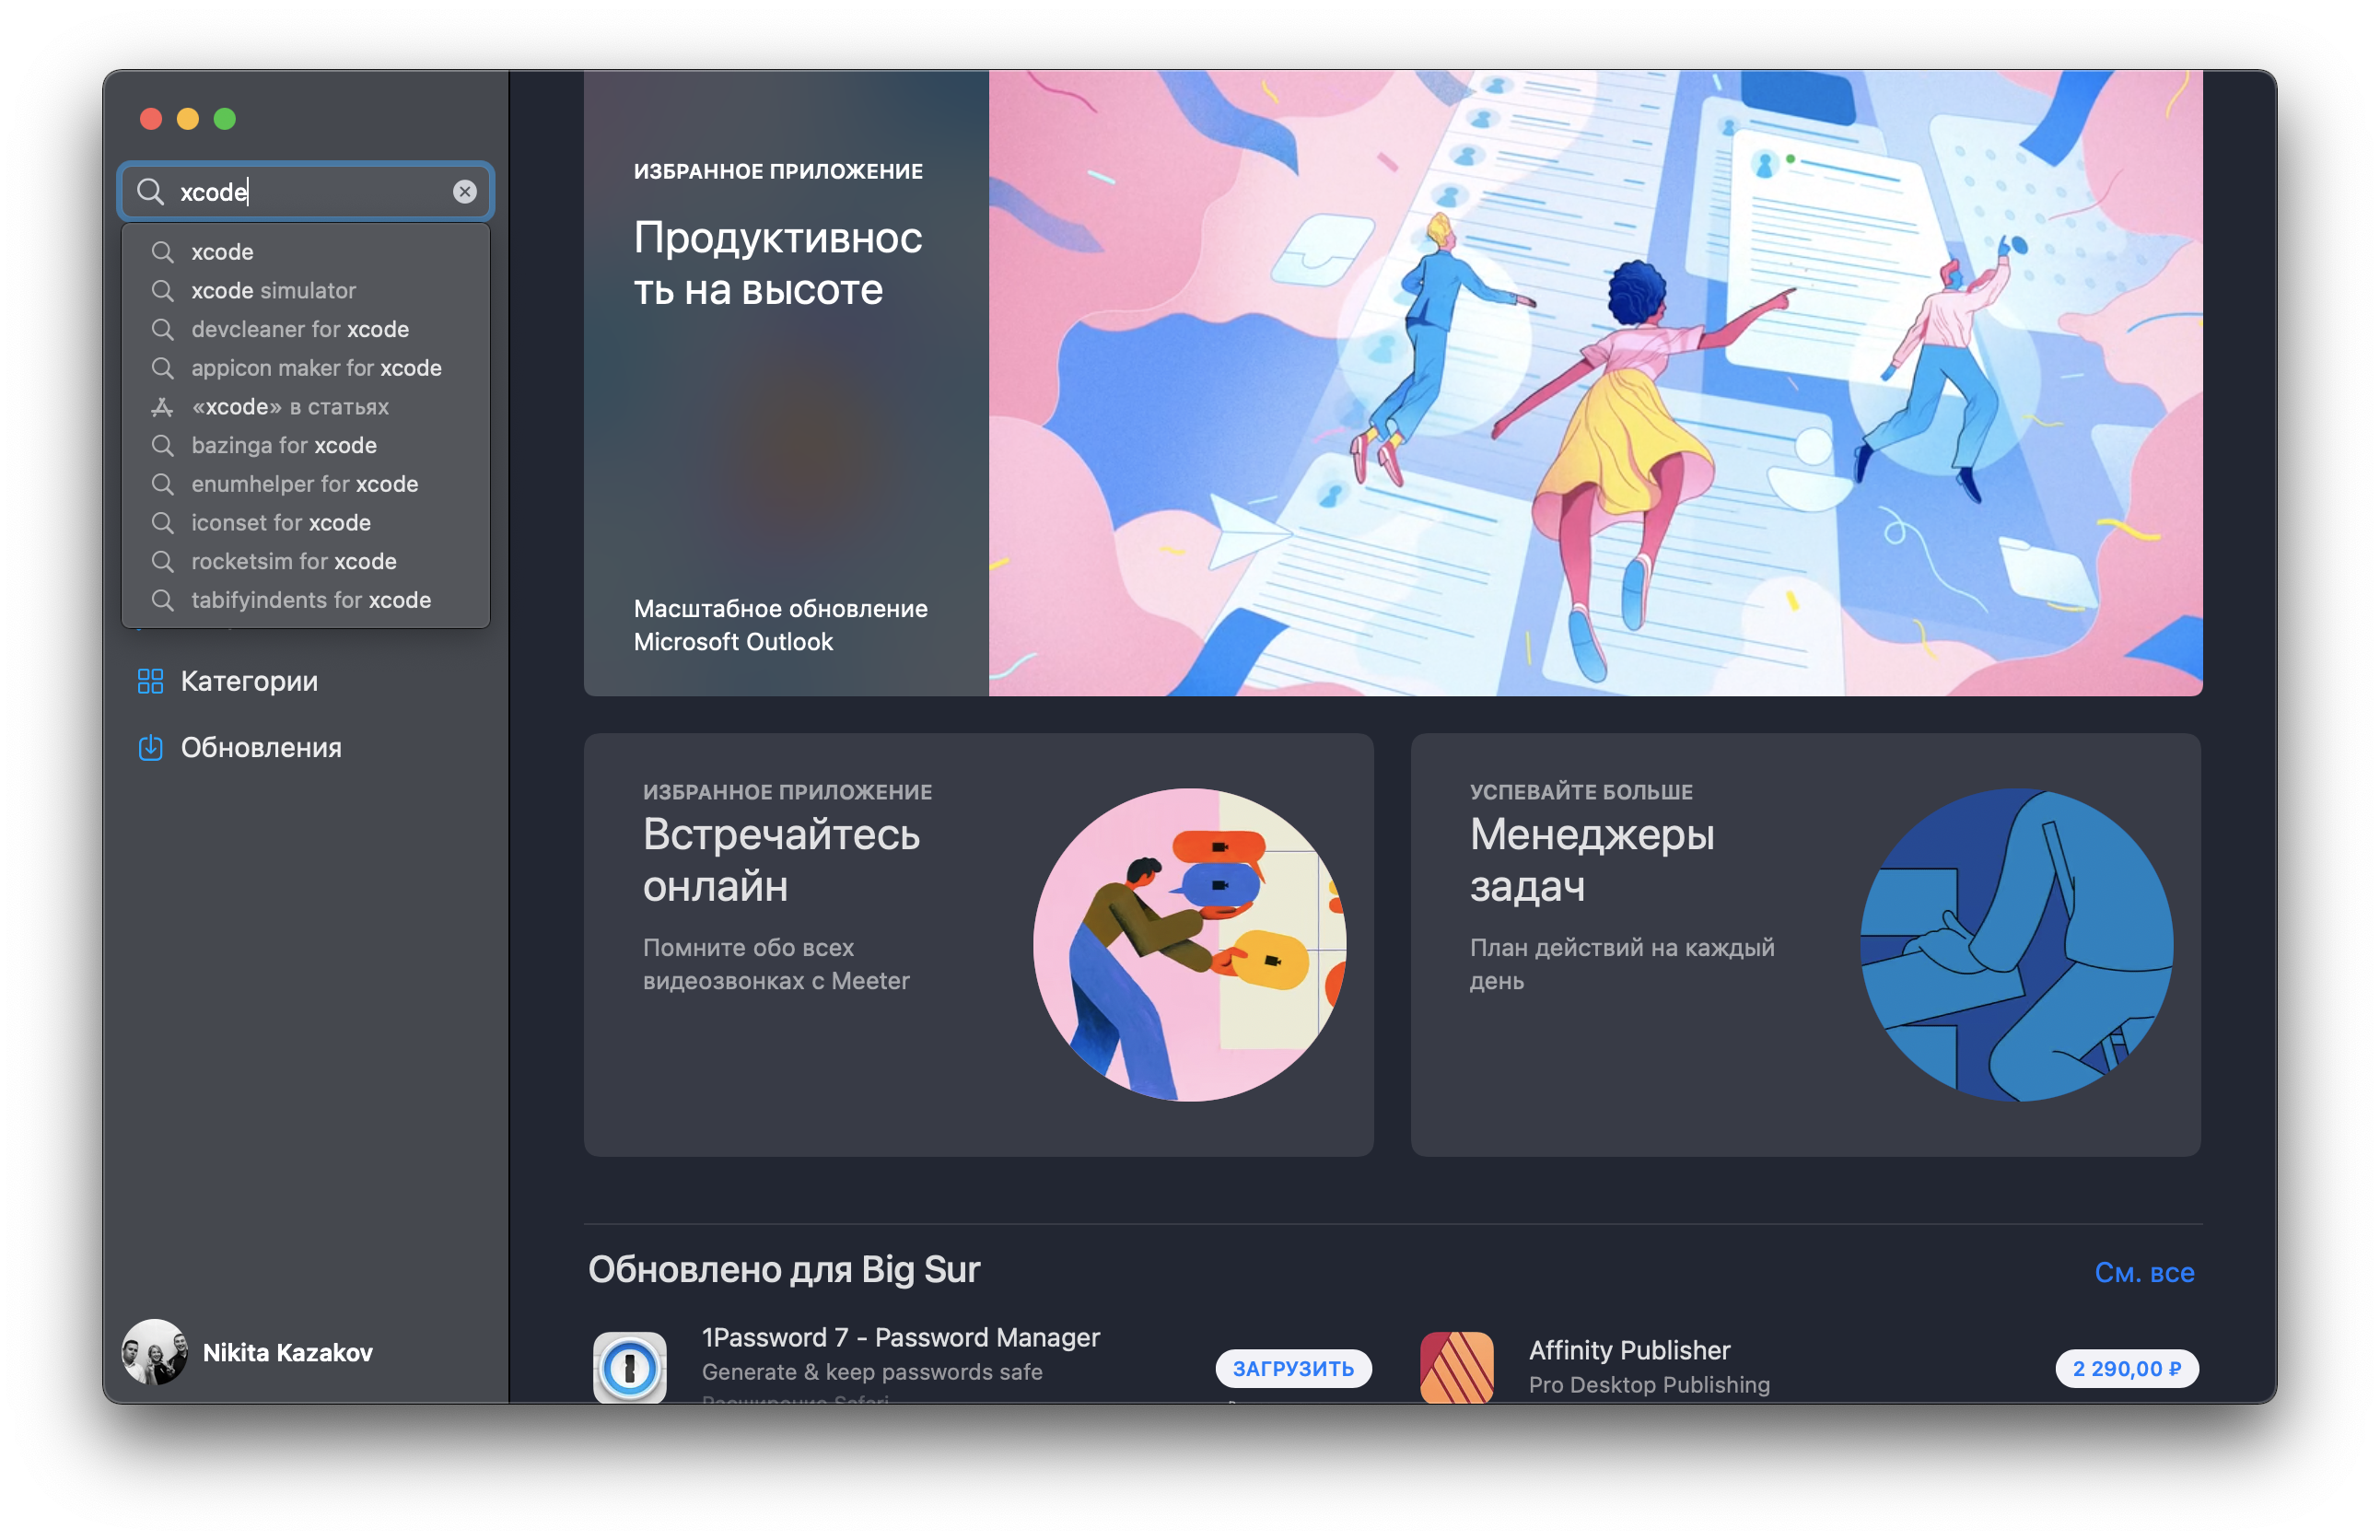 xcode
xcode
xcode simulator
devcleaner for xcode
appicon maker for xcode
«xcode» в статьях
bazinga for xcode
enumhelper for xcode
iconset for xcode
rocketsim for xcode
tabifyindents for xcode
Категории
Обновления
Nikita Kazakov
ИЗБРАННОЕ ПРИЛОЖЕНИЕ
Продуктивнос
ть на высоте
Масштабное обновление
Microsoft Outlook
ИЗБРАННОЕ ПРИЛОЖЕНИЕ
Встречайтесь
онлайн
Помните обо всех
видеозвонках с Meeter
УСПЕВАЙТЕ БОЛЬШЕ
Менеджеры
задач
План действий на каждый
день
Обновлено для Big Sur
См. все
1Password 7 - Password Manager
Generate & keep passwords safe
ЗАГРУЗИТЬ
Affinity Publisher
Pro Desktop Publishing
2 290,00 ₽